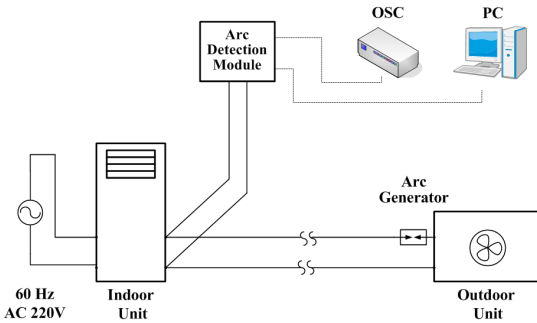 OSC
PC
Arc
Detection
Module
Arc
Generator
60 Hz
AC 220V
Indoor
Unit
Outdoor
Unit